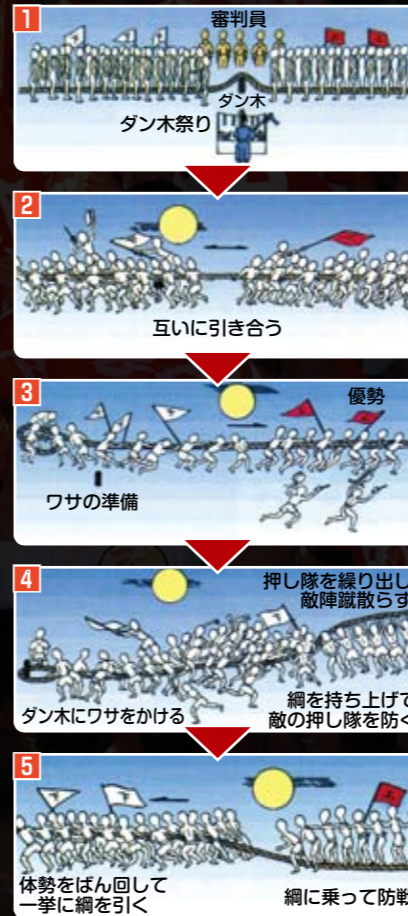 1
審判員
ダン木
ダン木祭り
2
互いに引き合う
3
優勢
ワサの準備
4
押し隊を繰り出し
敵陣蹴散らす
ダン木にワサをかける
綱を持ち上げて
敵の押し隊を防ぐ
5
体勢をばん回して
一挙に綱を引く
綱に乗って防戦